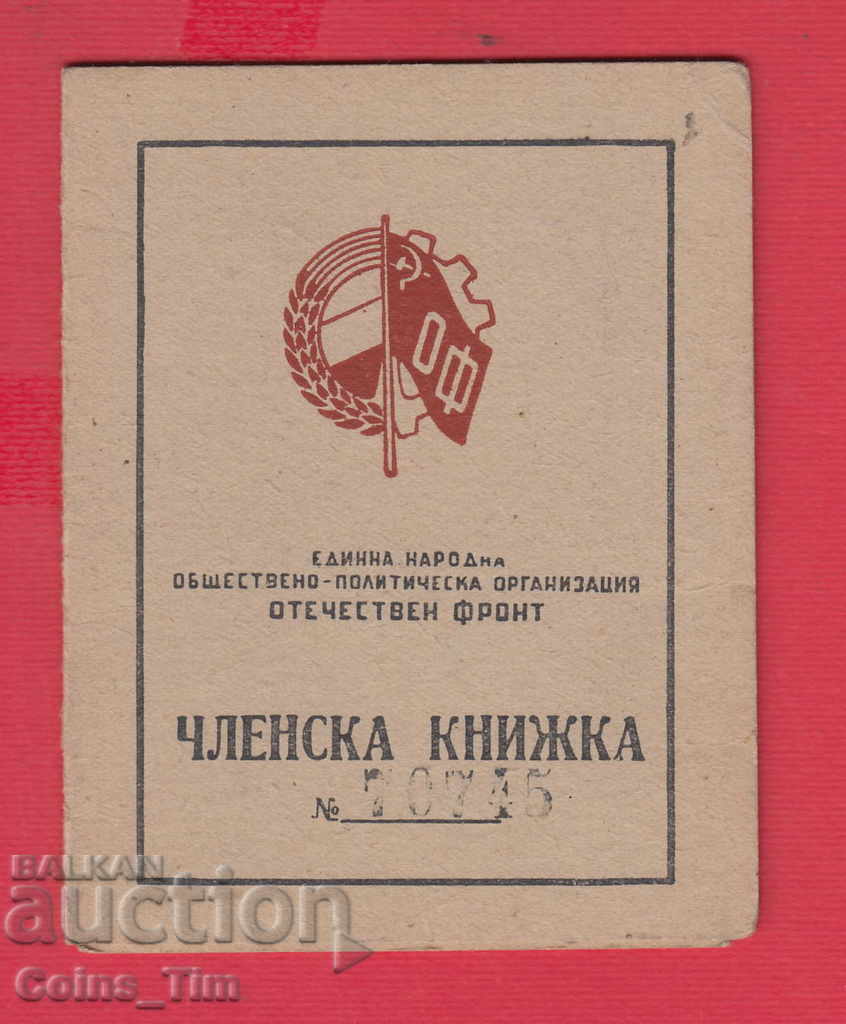 ОФ
ЕДИННА НАРОДНА
ОБЩЕСТВЕНО-ПОЛИТИЧЕСКА ОРГАНИЗАЦИЯ
ОТЕЧЕСТВЕН ФРОНТ
ЧЛЕНСКА КНИЖКА
№ 70745
BALKAN
auction
Coins_Tim